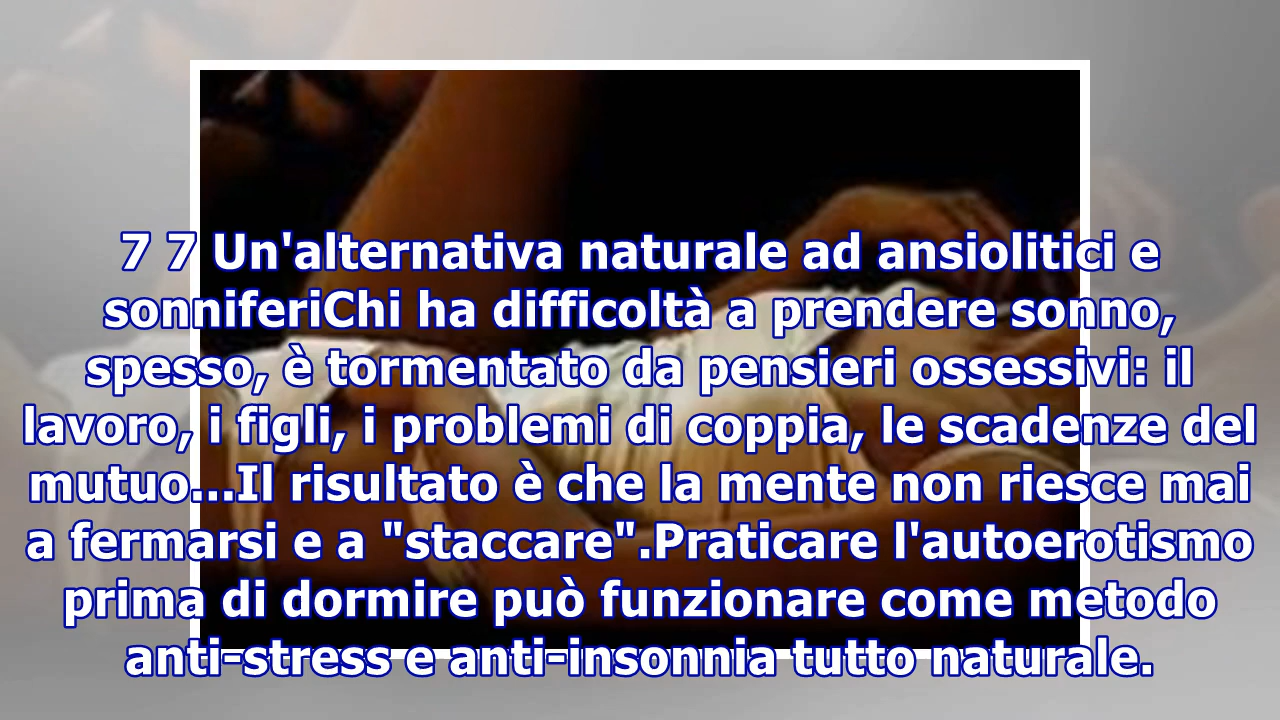 7 7 Un'alternativa naturale ad ansiolitici e
sonniferiChi ha difficoltà a prendere sonno,
spesso, è tormentato da pensieri ossessivi: il
lavoro, i figli, i problemi di coppia, le scadenze del
mutuo...Il risultato è che la mente non riesce mai
a fermarsi e a "staccare".Praticare l'autoerotismo
prima di dormire può funzionare come metodo
anti-stress e anti-insonnia tutto naturale.